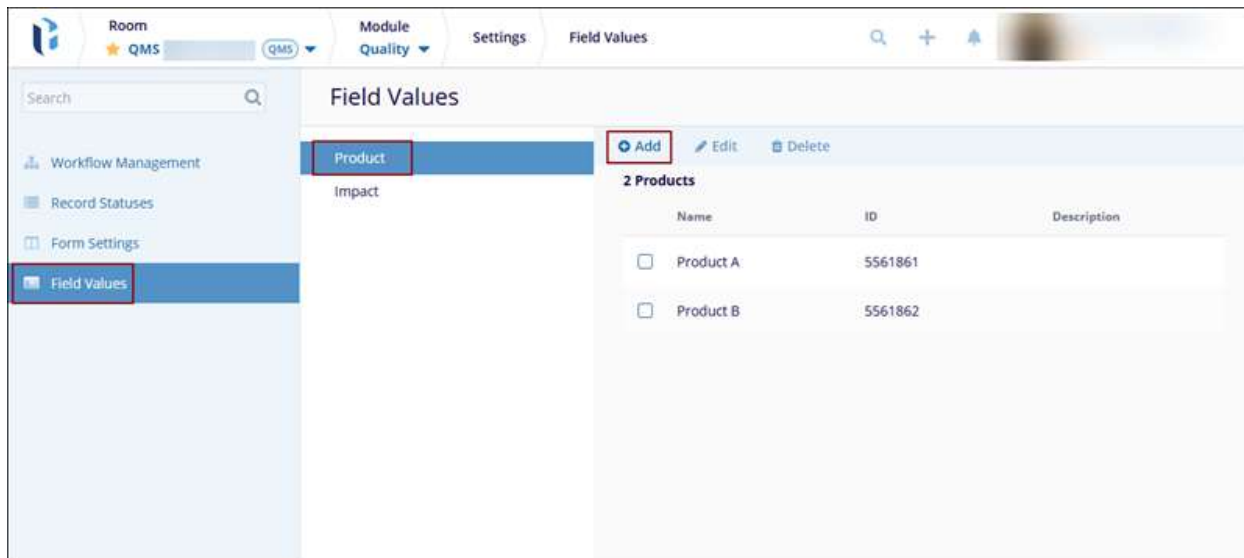 Room
QMS QMS
Module
Quality
Settings
Field Values
Search
Workflow Management
Record Statuses
Form Settings
Field Values
Field Values
Product
Impact
Add Edit Delete
2 Products
Name ID Description
Product A 5561861
Product B 5561862